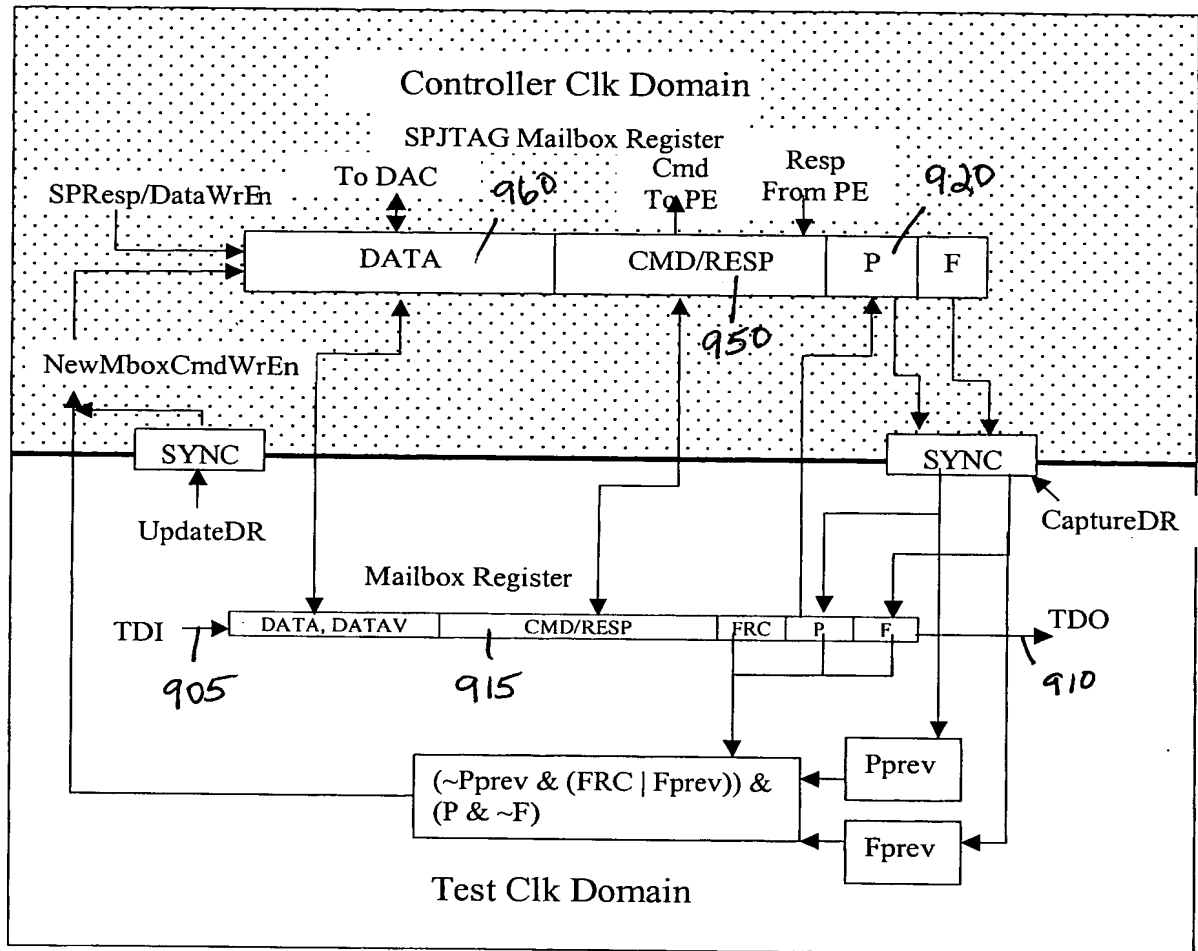 Controller Clk Domain
SPJTAG Mailbox Register
To DAC
Cmd
To PE
Resp
From PE
920
960
SPResp/DataWrEn
DATA
CMD/RESP
P
F
950
NewMboxCmdWrEn
SYNC
SYNC
UpdateDR
CaptureDR
Mailbox Register
TDI
DATA, DATAV
CMD/RESP
FRC
P
F
TDO
905
915
910
(~Pprev & (FRC | Fprev)) &
(P & ~F)
Pprev
Fprev
Test Clk Domain